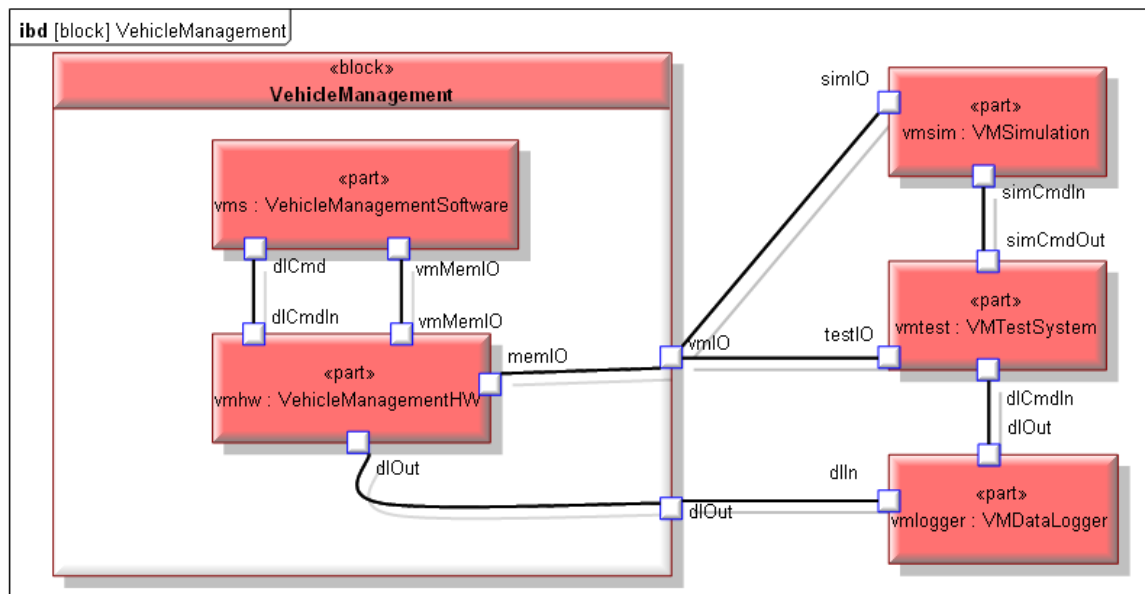 ibd [block] VehicleManagement
«block»
VehicleManagement
simIO
«part»
vmsim : VMSimulation
«part»
vms : VehicleManagementSoftware
simCmdIn
simCmdOut
dlCmd
vmMemIO
dlCmdIn
vmMemIO
«part»
vmtest : VMTestSystem
testIO
vmIO
memIO
«part»
vmhw : VehicleManagementHW
dlCmdIn
dlOut
dlOut
dlIn
dlOut
«part»
vmlogger : VMDataLogger